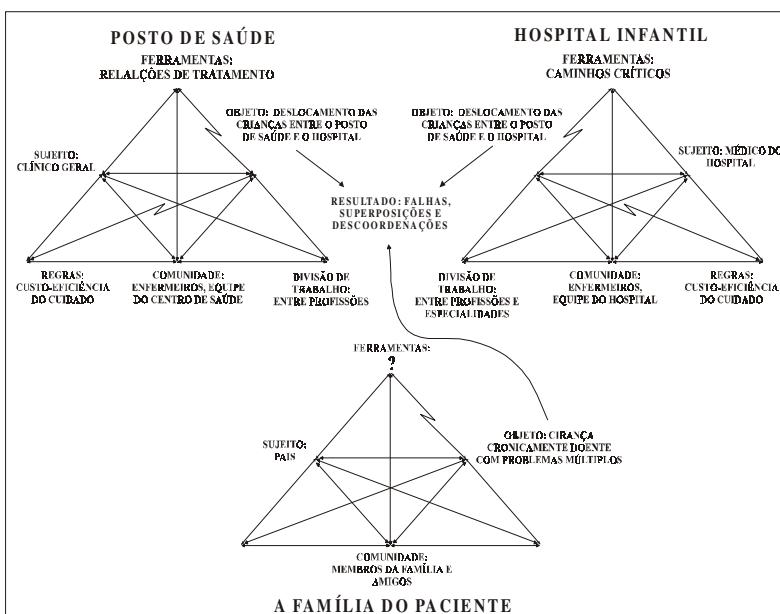 POSTO DE SAÚDE
FERRAMENTAS:
RELALÇÕES DE TRATAMENTO
OBJETO: DESLOCAMENTO DAS
CRIANÇAS ENTRE O POSTO
DE SAÚDE E O HOSPITAL
SUJEITO:
CLÍNICO GERAL
REGRAS:
CUSTO-EFICIÊNCIA
DO CUIDADO
COMUNIDADE:
ENFERMEIROS, EQUIPE
DO CENTRO DE SAÚDE
DIVISÃO DE
TRABALHO:
ENTRE PROFISSÕES
HOSPITAL INFANTIL
FERRAMENTAS:
CAMINHOS CRÍTICOS
OBJETO: DESLOCAMENTO DAS
CRIANÇAS ENTRE O POSTO
DE SAÚDE E O HOSPITAL
SUJEITO: MÉDICO DO
HOSPITAL
DIVISÃO DE
TRABALHO:
ENTRE PROFISSÕES E
ESPECIALIDADES
COMUNIDADE:
ENFERMEIROS,
EQUIPE DO HOSPITAL
REGRAS:
CUSTO-EFICIÊNCIA
DO CUIDADO
RESULTADO: FALHAS,
SUPERPOSIÇÕES E
DESCOORDENAÇÕES
FERRAMENTAS:
?
SUJEITO:
PAIS
OBJETO: CIRANÇA
CRONICAMENTE DOENTE
COM PROBLEMAS MÚLTIPLOS
COMUNIDADE:
MEMBROS DA FAMÍLIA E
AMIGOS
A FAMÍLIA DO PACIENTE